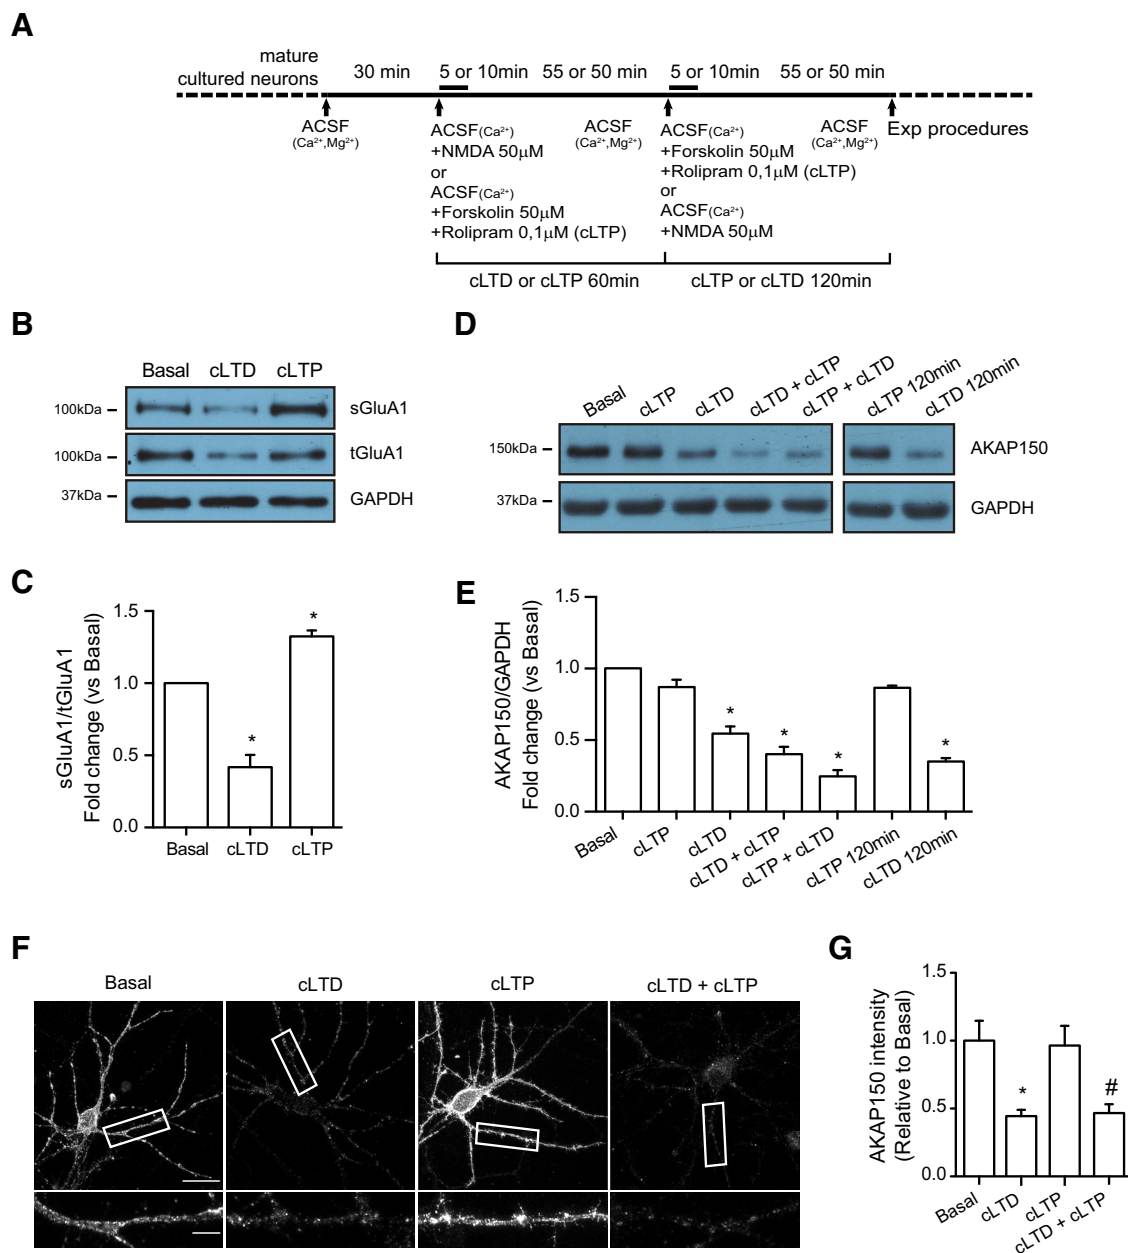 A
mature
cultured neurons
30 min
5 or 10min
55 or 50 min
5 or 10min
55 or 50 min
ACSF
(Ca²⁺,Mg²⁺)
ACSF(Ca²⁺)
+NMDA 50μM
or
ACSF(Ca²⁺)
+Forskolin 50μM
+Rolipram 0,1μM (cLTP)
ACSF
(Ca²⁺,Mg²⁺)
ACSF(Ca²⁺)
+Forskolin 50μM
+Rolipram 0,1μM (cLTP)
or
ACSF(Ca²⁺)
+NMDA 50μM
ACSF
(Ca²⁺,Mg²⁺)
Exp procedures
cLTD or cLTP 60min
cLTP or cLTD 120min
B
Basal cLTD cLTP
100kDa sGluA1
100kDa tGluA1
37kDa GAPDH
D
Basal cLTP cLTD cLTD + cLTP cLTP + cLTD cLTP 120min cLTD 120min
150kDa AKAP150
37kDa GAPDH
C
sGluA1/tGluA1
Fold change (vs Basal)
1.5
1.0
0.5
0.0
*
*
Basal cLTD cLTP
E
AKAP150/GAPDH
Fold change (vs Basal)
1.5
1.0
0.5
0.0
*
*
*
*
Basal cLTP cLTD cLTD + cLTP cLTP + cLTD cLTP 120min cLTD 120min
F
Basal cLTD cLTP cLTD + cLTP
G
AKAP150 intensity
(Relative to Basal)
1.5
1.0
0.5
0.0
*
#
Basal cLTD cLTP cLTD + cLTP